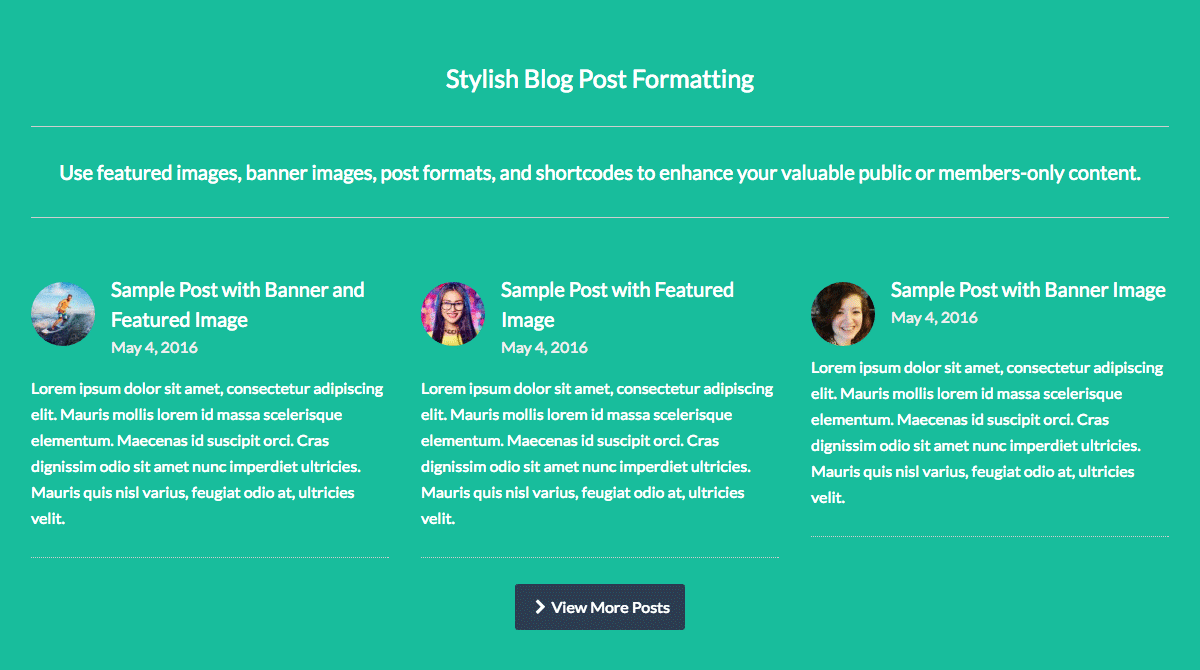 Stylish Blog Post Formatting
Use featured images, banner images, post formats, and shortcodes to enhance your valuable public or members-only content.
Sample Post with Banner and
Featured Image
May 4, 2016
Lorem ipsum dolor sit amet, consectetur adipiscing
elit. Mauris mollis lorem id massa scelerisque
elementum. Maecenas id suscipit orci. Cras
dignissim odio sit amet nunc imperdiet ultricies.
Mauris quis nisl varius, feugiat odio at, ultricies
velit.
Sample Post with Featured
Image
May 4, 2016
Lorem ipsum dolor sit amet, consectetur adipiscing
elit. Mauris mollis lorem id massa scelerisque
elementum. Maecenas id suscipit orci. Cras
dignissim odio sit amet nunc imperdiet ultricies.
Mauris quis nisl varius, feugiat odio at, ultricies
velit.
Sample Post with Banner Image
May 4, 2016
Lorem ipsum dolor sit amet, consectetur adipiscing
elit. Mauris mollis lorem id massa scelerisque
elementum. Maecenas id suscipit orci. Cras
dignissim odio sit amet nunc imperdiet ultricies.
Mauris quis nisl varius, feugiat odio at, ultricies
velit.
View More Posts